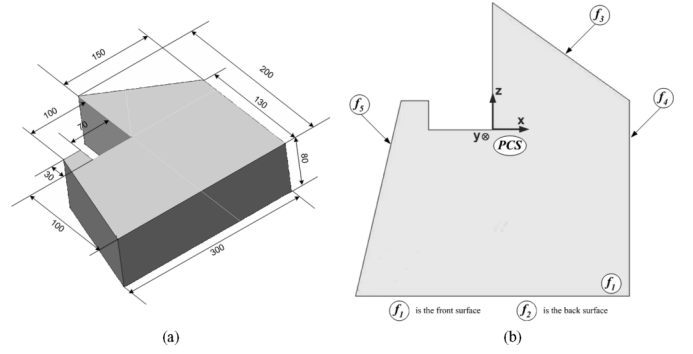 150
200
100
130
70
80
30
100
300
(a)
f3
f5
f4
z
x
y⊗
PCS
f1
f1 is the front surface
f2 is the back surface
(b)